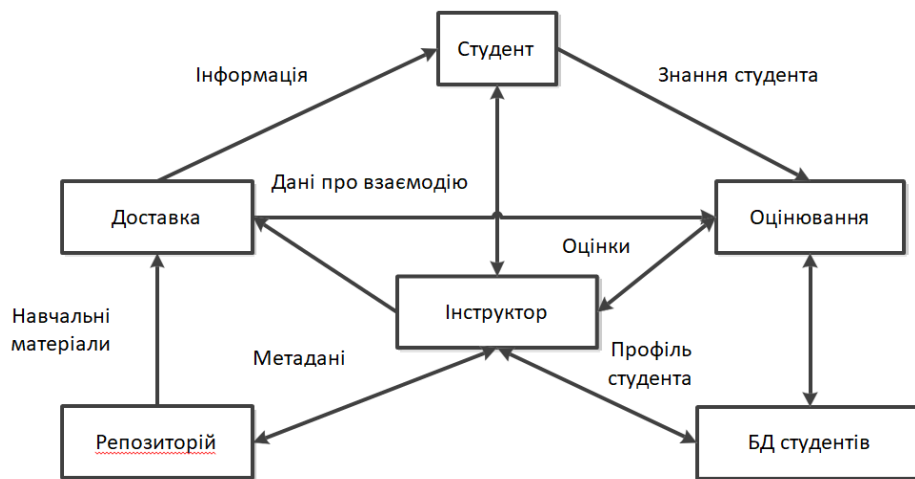 Студент
Інформація
Знання студента
Дані про взаємодію
Доставка
Оцінювання
Оцінки
Інструктор
Навчальні
матеріали
Метадані
Профіль
студента
Репозиторій
БД студентів